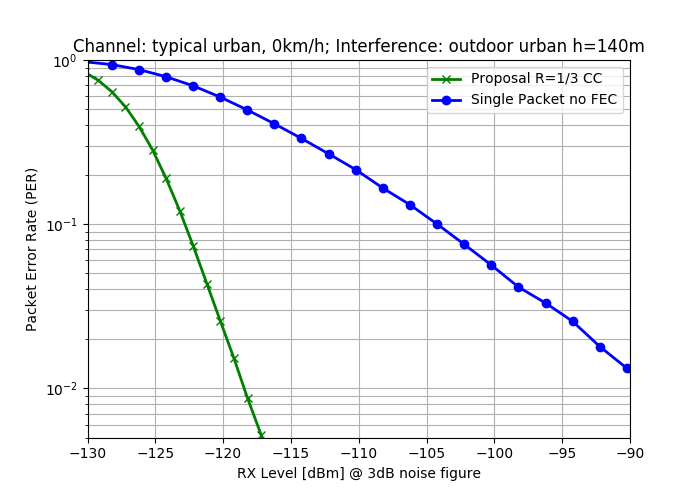 Channel: typical urban, 0km/h; Interference: outdoor urban h=140m
Proposal R=1/3 CC
Single Packet no FEC
Packet Error Rate (PER)
10⁰
10⁻¹
10⁻²
−130 −125 −120 −115 −110 −105 −100 −95 −90
RX Level [dBm] @ 3dB noise figure